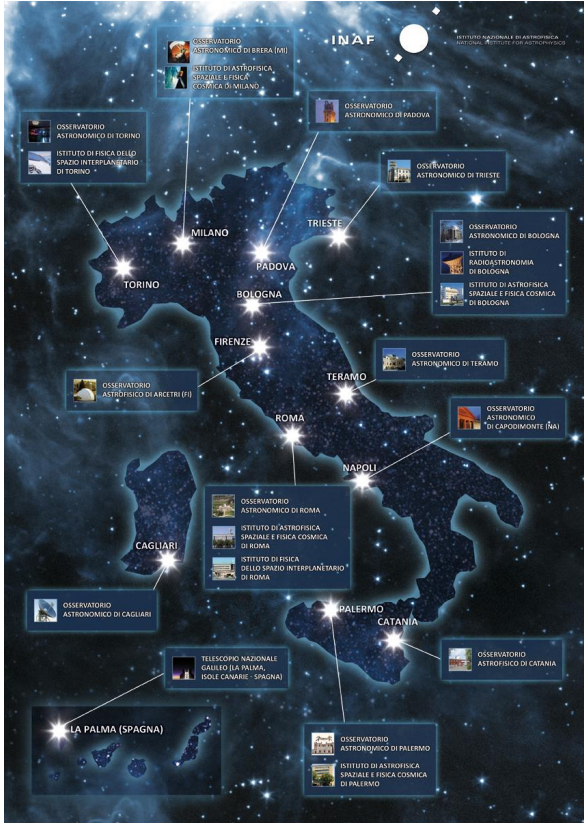 INAF
ISTITUTO NAZIONALE DI ASTROFISICA
NATIONAL INSTITUTE FOR ASTROPHYSICS
OSSERVATORIO
ASTRONOMICO DI BRERA (MI)
ISTITUTO DI ASTROFISICA
SPAZIALE E FISICA
COSMICA DI MILANO
OSSERVATORIO
ASTRONOMICO DI PADOVA
OSSERVATORIO
ASTRONOMICO DI TORINO
ISTITUTO DI FISICA DELLO
SPAZIO INTERPLANETARIO
DI TORINO
OSSERVATORIO
ASTRONOMICO DI TRIESTE
OSSERVATORIO
ASTRONOMICO DI BOLOGNA
ISTITUTO DI
RADIOASTRONOMIA
DI BOLOGNA
ISTITUTO DI ASTROFISICA
SPAZIALE E FISICA COSMICA
DI BOLOGNA
TRIESTE
MILANO
PADOVA
TORINO
BOLOGNA
FIRENZE
OSSERVATORIO
ASTRONOMICO DI TERAMO
TERAMO
OSSERVATORIO
ASTROFISICO DI ARCETRI (FI)
ROMA
OSSERVATORIO
ASTRONOMICO
DI CAPODIMONTE (NA)
NAPOLI
OSSERVATORIO
ASTRONOMICO DI ROMA
ISTITUTO DI ASTROFISICA
SPAZIALE E FISICA COSMICA
DI ROMA
ISTITUTO DI FISICA
DELLO SPAZIO INTERPLANETARIO
DI ROMA
CAGLIARI
OSSERVATORIO
ASTRONOMICO DI CAGLIARI
PALERMO
CATANIA
OSSERVATORIO
ASTROFISICO DI CATANIA
TELESCOPIO NAZIONALE
GALILEO (LA PALMA,
ISOLE CANARIE - SPAGNA)
LA PALMA (SPAGNA)
OSSERVATORIO
ASTRONOMICO DI PALERMO
ISTITUTO DI ASTROFISICA
SPAZIALE E FISICA COSMICA
DI PALERMO